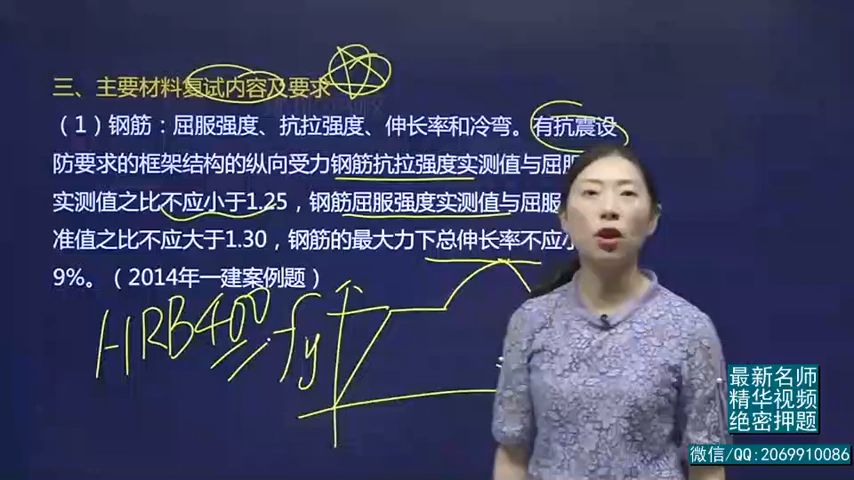 三、主要材料复试内容及要求
（1）钢筋：屈服强度、抗拉强度、伸长率和冷弯。有抗震设
防要求的框架结构的纵向受力钢筋抗拉强度实测值与屈服
实测值之比不应小于1.25，钢筋屈服强度实测值与屈服
准值之比不应大于1.30，钢筋的最大力下总伸长率不应小
9%。（2014年一建案例题）
HRB400 fy
最新名师
精华视频
绝密押题
微信/QQ:2069910086